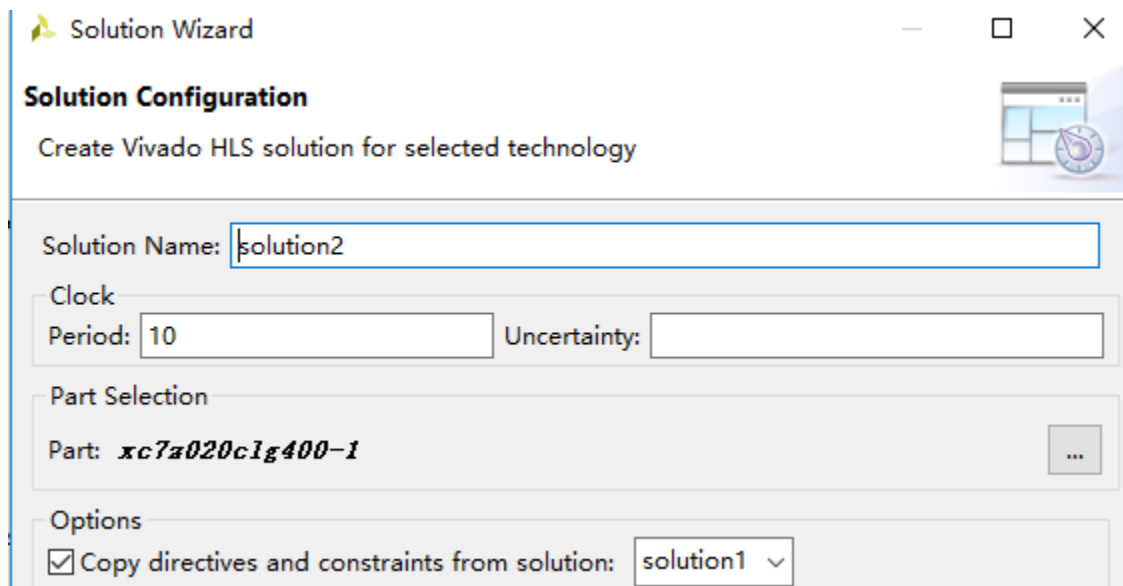 Solution Wizard
Solution Configuration
Create Vivado HLS solution for selected technology
Solution Name: solution2
Clock
Period: 10 Uncertainty:
Part Selection
Part: xc7z020clg400-1
...
Options
Copy directives and constraints from solution: solution1